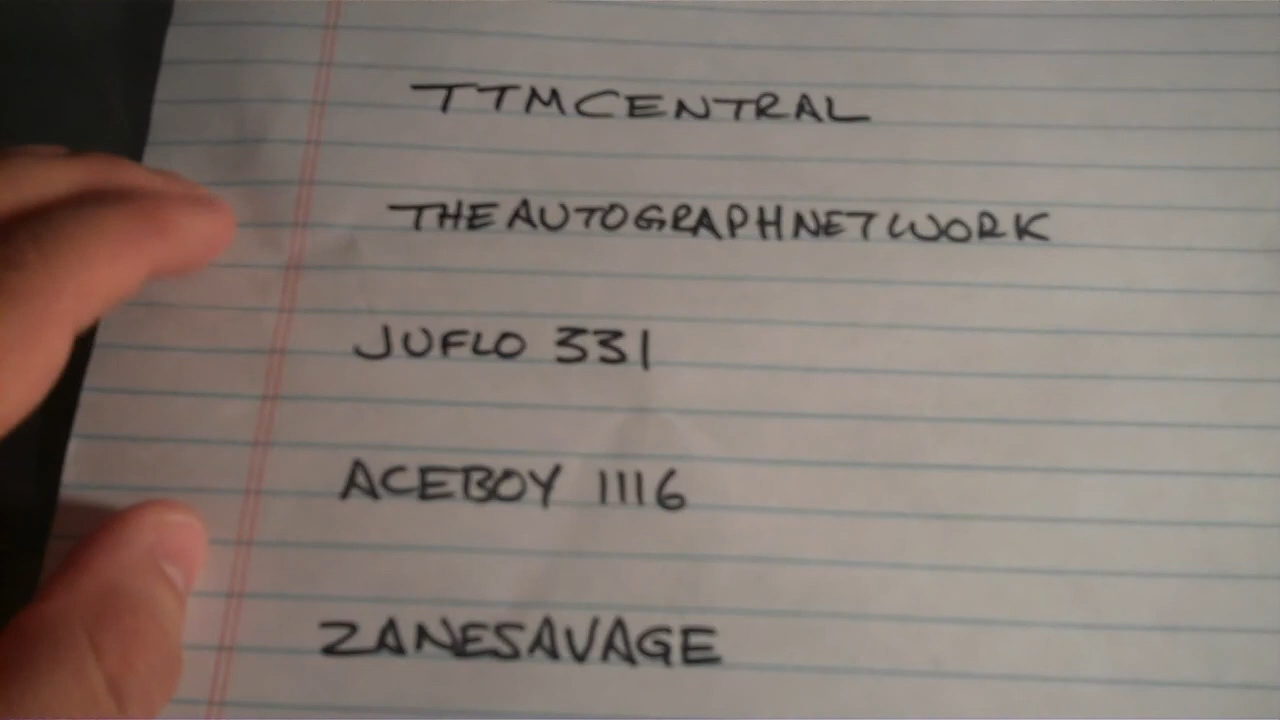 TTMCENTRAL
THEAUTOGRAPHNETWORK
JUFLO 331
ACEBOY 1116
ZANESAVAGE